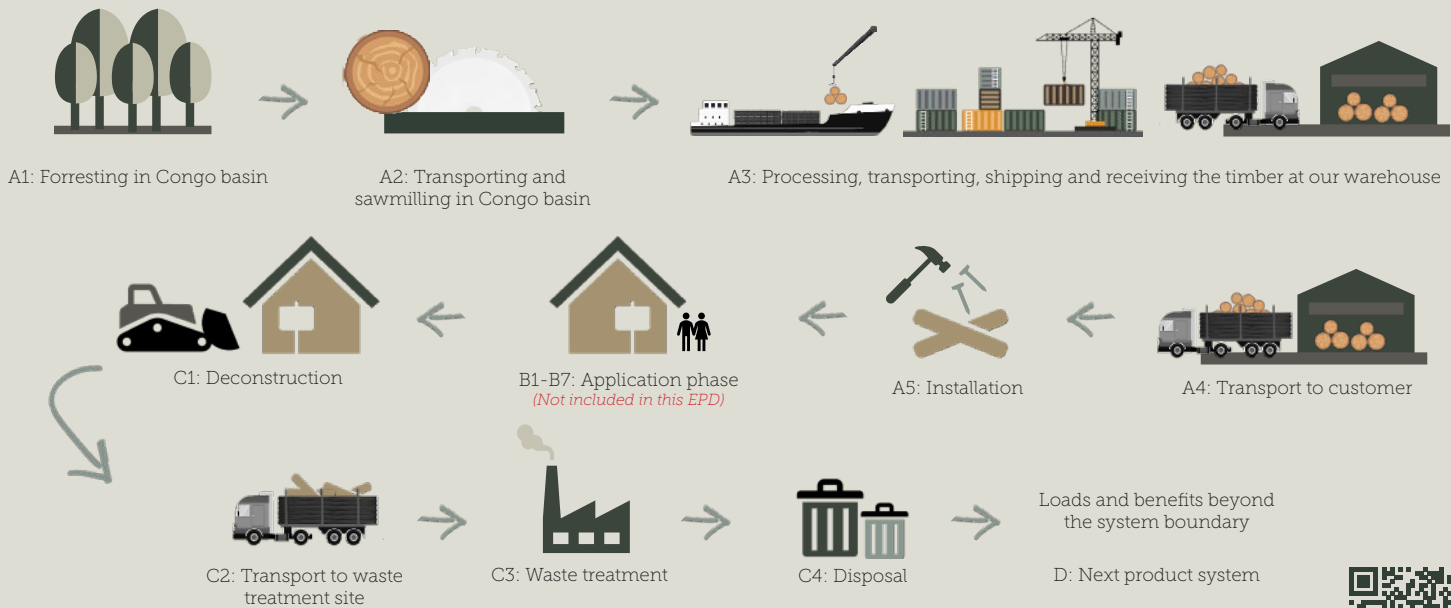 A1: Forresting in Congo basin
A2: Transporting and
sawmilling in Congo basin
A3: Processing, transporting, shipping and receiving the timber at our warehouse
C1: Deconstruction
B1-B7: Application phase
(Not included in this EPD)
A5: Installation
A4: Transport to customer
C2: Transport to waste
treatment site
C3: Waste treatment
C4: Disposal
Loads and benefits beyond
the system boundary
D: Next product system